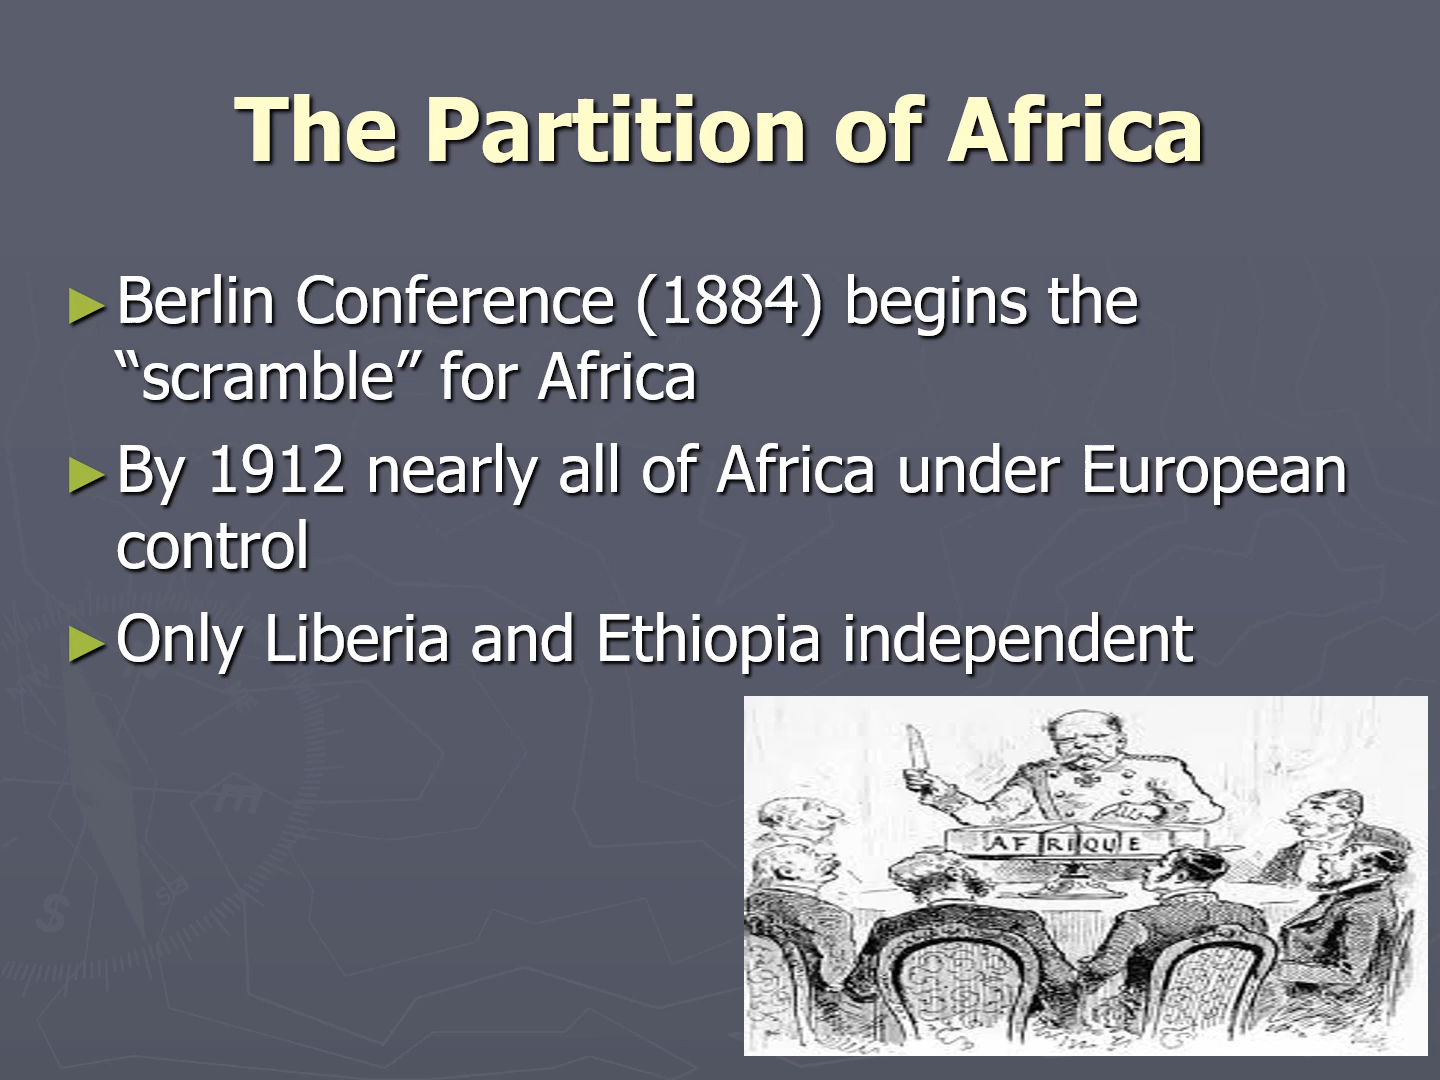 The Partition of Africa
► Berlin Conference (1884) begins the
“scramble” for Africa
► By 1912 nearly all of Africa under European
control
► Only Liberia and Ethiopia independent
AFRIQUE
E
S